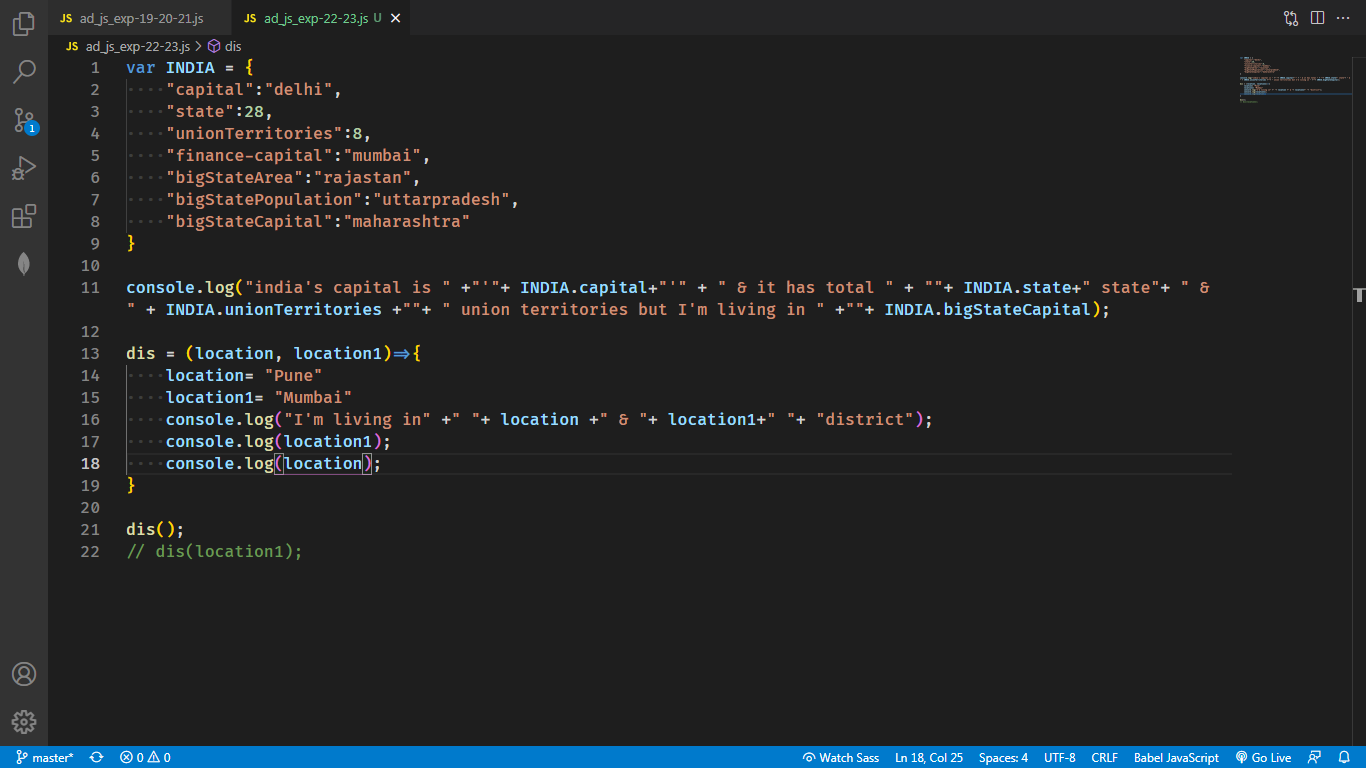 JS ad_js_exp-19-20-21.js JS ad_js_exp-22-23.js U
JS ad_js_exp-22-23.js > dis
1 var INDIA = {
2 "capital":"delhi",
3 "state":28,
4 "unionTerritories":8,
5 "finance-capital":"mumbai",
6 "bigStateArea":"rajastan",
7 "bigStatePopulation":"uttarpradesh",
8 "bigStateCapital":"maharashtra"
9 }
10
11 console.log("india's capital is " +"'"+ INDIA.capital+"'" + " & it has total " + ""+ INDIA.state+" state"+ " &
" + INDIA.unionTerritories +""+ " union territories but I'm living in " +""+ INDIA.bigStateCapital);
12
13 dis = (location, location1)=>{
14 location= "Pune"
15 location1= "Mumbai"
16 console.log("I'm living in" +" "+ location +" & "+ location1+" "+ "district");
17 console.log(location1);
18 console.log(location);
19 }
20
21 dis();
22 // dis(location1);
1
master* 0 0 Watch Sass Ln 18, Col 25 Spaces: 4 UTF-8 CRLF Babel JavaScript Go Live